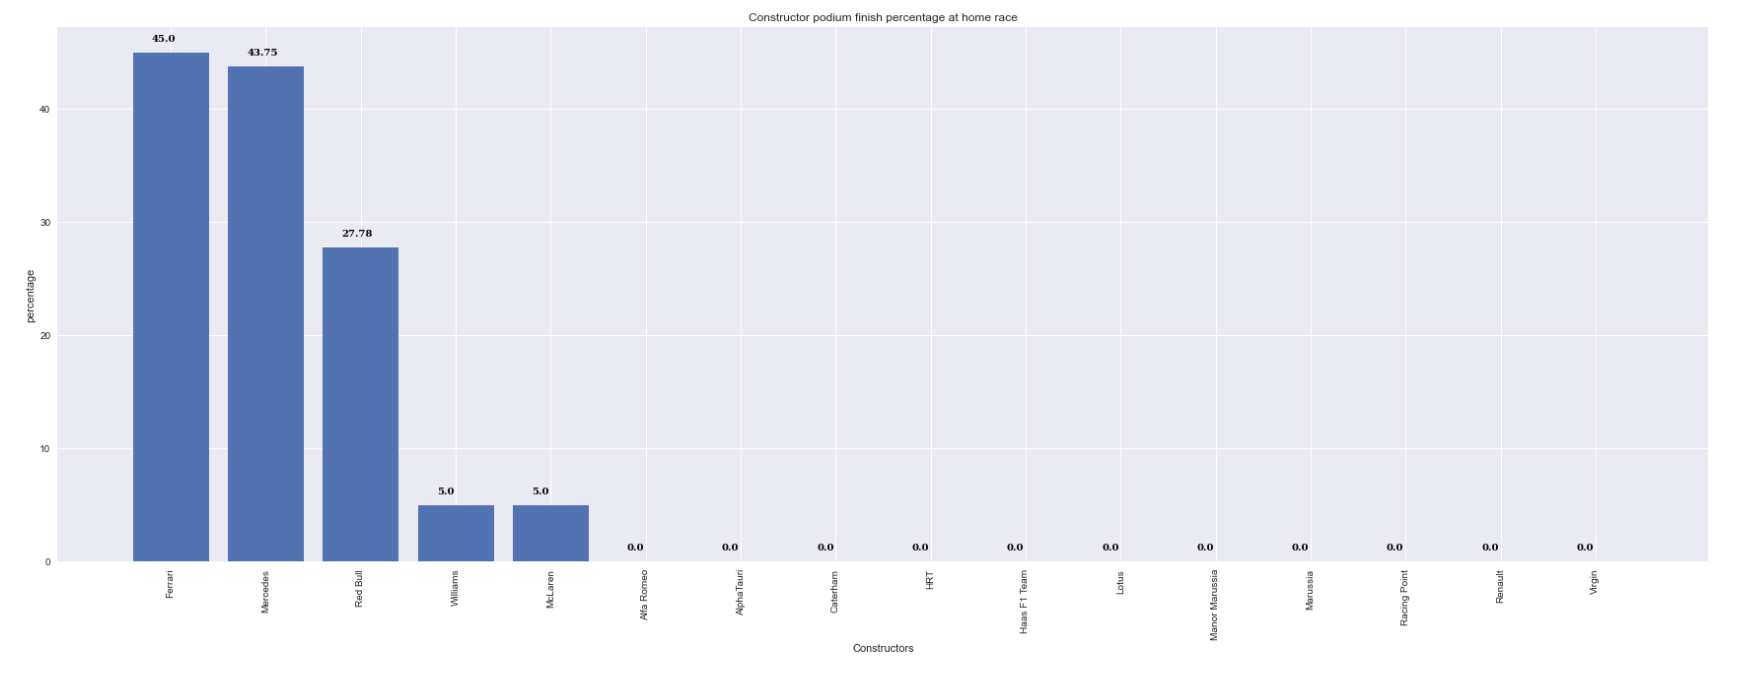 Constructor podium finish percentage at home race
45.0
43.75
27.78
5.0
5.0
0.0
0.0
0.0
0.0
0.0
0.0
0.0
0.0
0.0
0.0
0.0
percentage
40
30
20
10
0
Ferrari
Mercedes
Red Bull
Williams
McLaren
Alfa Romeo
AlphaTauri
Caterham
HRT
Haas F1 Team
Lotus
Manor Marussia
Marussia
Racing Point
Renault
Virgin
Constructors